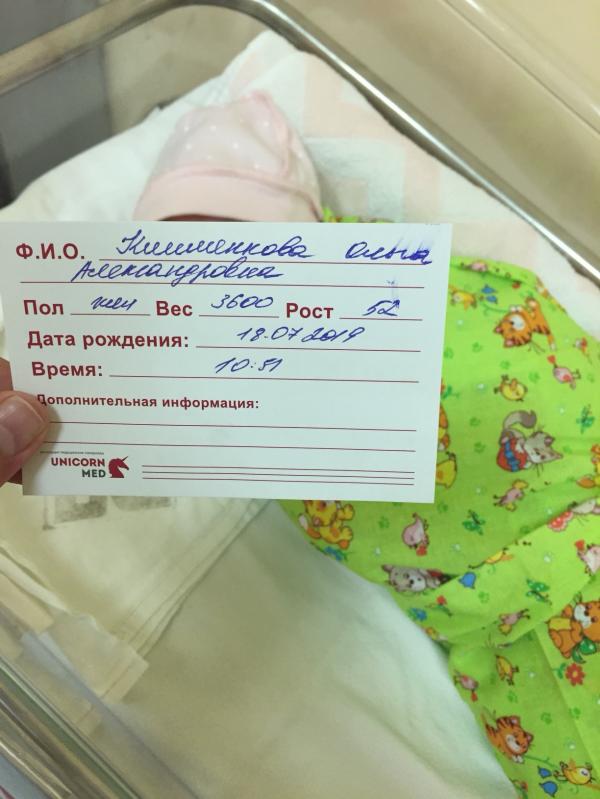 Ф.И.О. Клименкова Ольга
Александровна
Пол жен Вес 3600 Рост 52
Дата рождения: 18.07.2019
Время: 10:51
Дополнительная информация:
UNICORN
MED